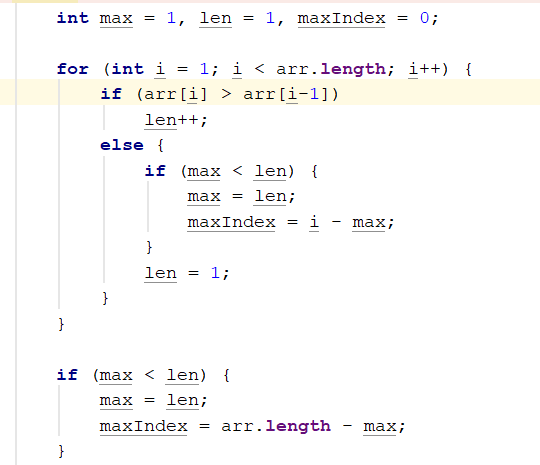 int max = 1, len = 1, maxIndex = 0;
for (int i = 1; i < arr.length; i++) {
if (arr[i] > arr[i-1])
len++;
else {
if (max < len) {
max = len;
maxIndex = i - max;
}
len = 1;
}
}
if (max < len) {
max = len;
maxIndex = arr.length - max;
}